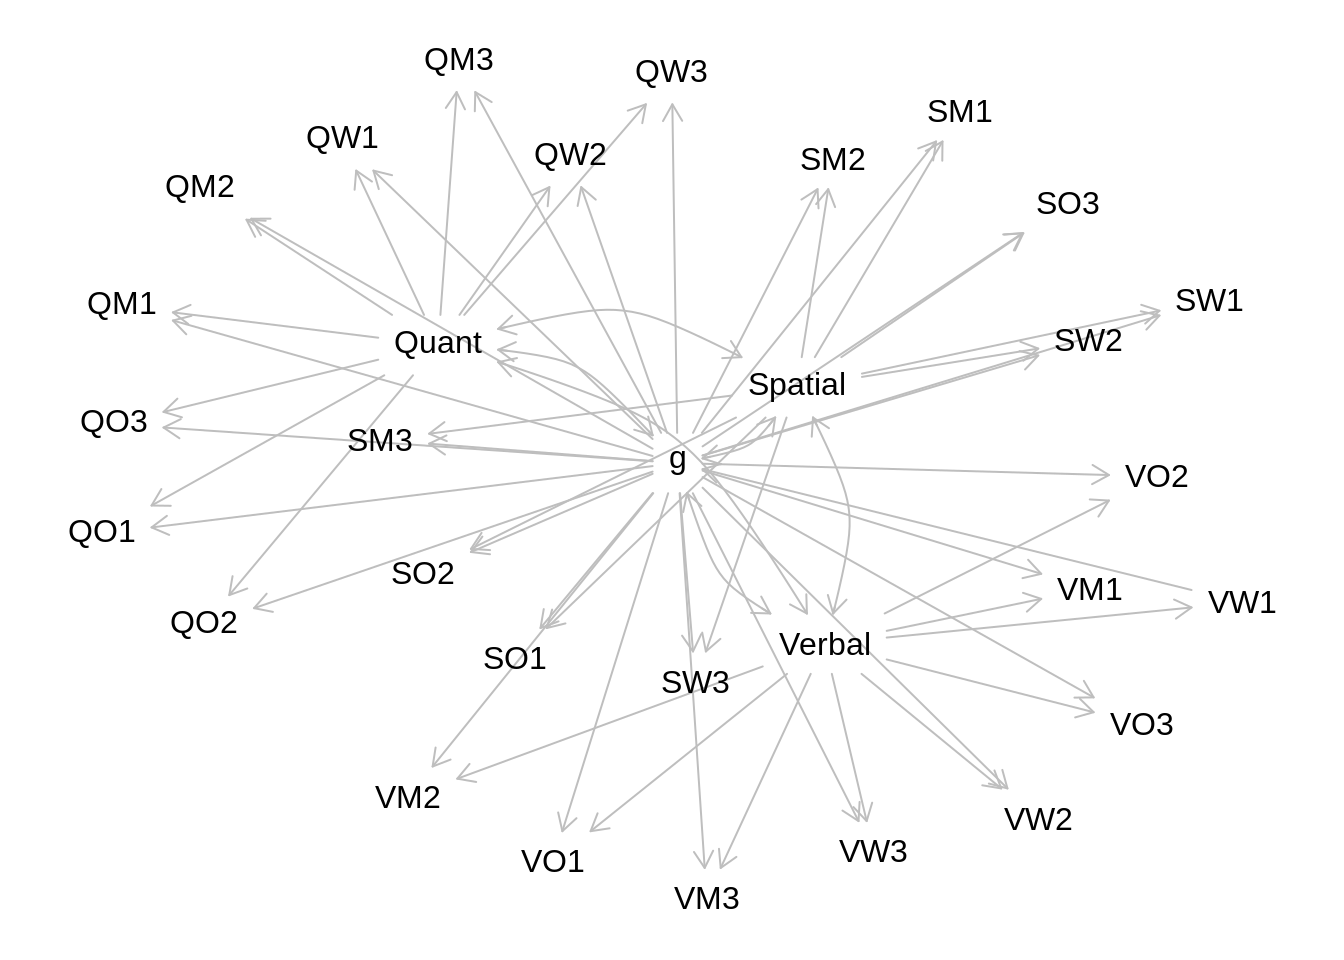 QM3
QW3
SM1
QW1
QW2
SM2
QM2
SO3
QM1
SW1
Quant
SW2
Spatial
QO3
SM3
g
VO2
QO1
SO2
VM1
VW1
QO2
SO1
Verbal
SW3
VO3
VM2
VW2
VO1
VW3
VM3